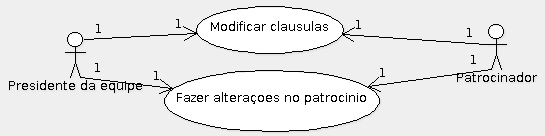 1 1 Modificar clausulas 1 1
Presidente da equipe Patrocinador
1 1 Fazer alteraçoes no patrocinio 1 1